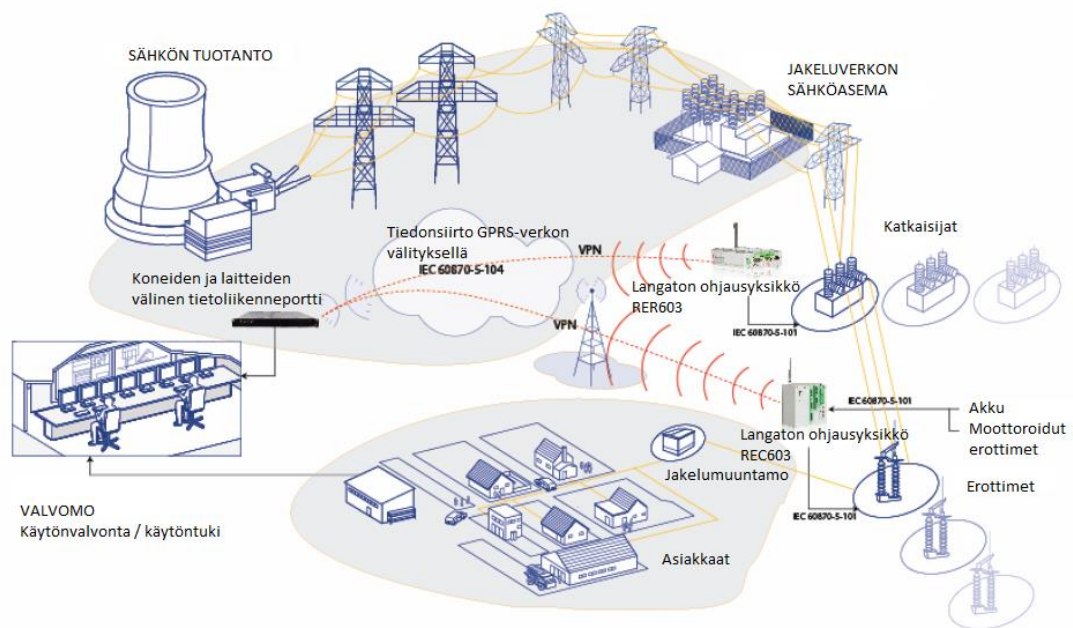 SÄHKÖN TUOTANTO
JAKELUVERKON
SÄHKÖASEMA
Tiedonsiirto GPRS-verkon
välityksellä
IEC 60870-5-104
VPN
Katkaisijat
Koneiden ja laitteiden
välinen tietoliikenneportti
Langaton ohjausyksikkö
RER603
VPN
IEC 60870-5-101
IEC 60870-5-101
Akku
Moottoroidut
erottimet
Langaton ohjausyksikkö
REC603
Jakelumuuntamo
Erottimet
IEC 60870-5-101
VALVOMO
Käytönvalvonta / käytöntuki
Asiakkaat